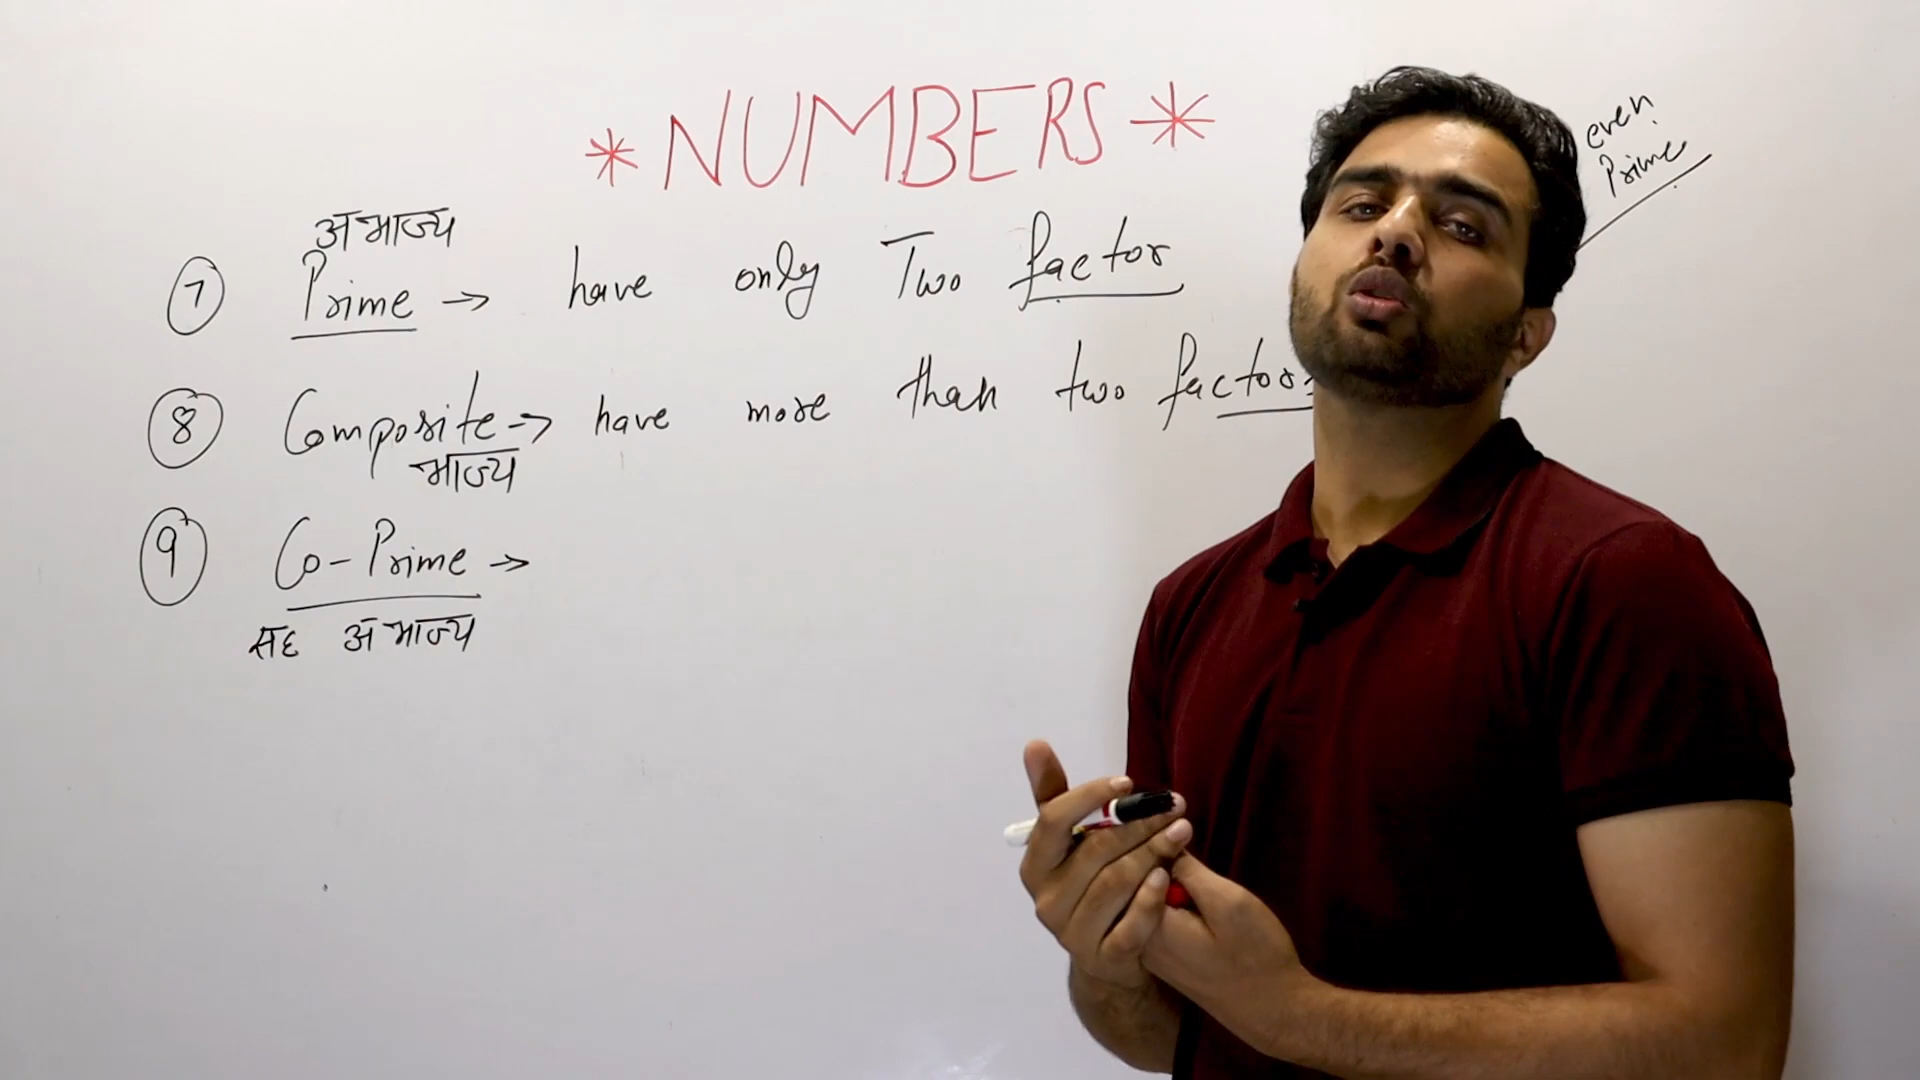 * NUMBERS *
even
Prime
अभाज्य
7 Prime → have only Two factor
8 Composite → have more than two factors
भाज्य
9 Co-Prime →
सह अभाज्य